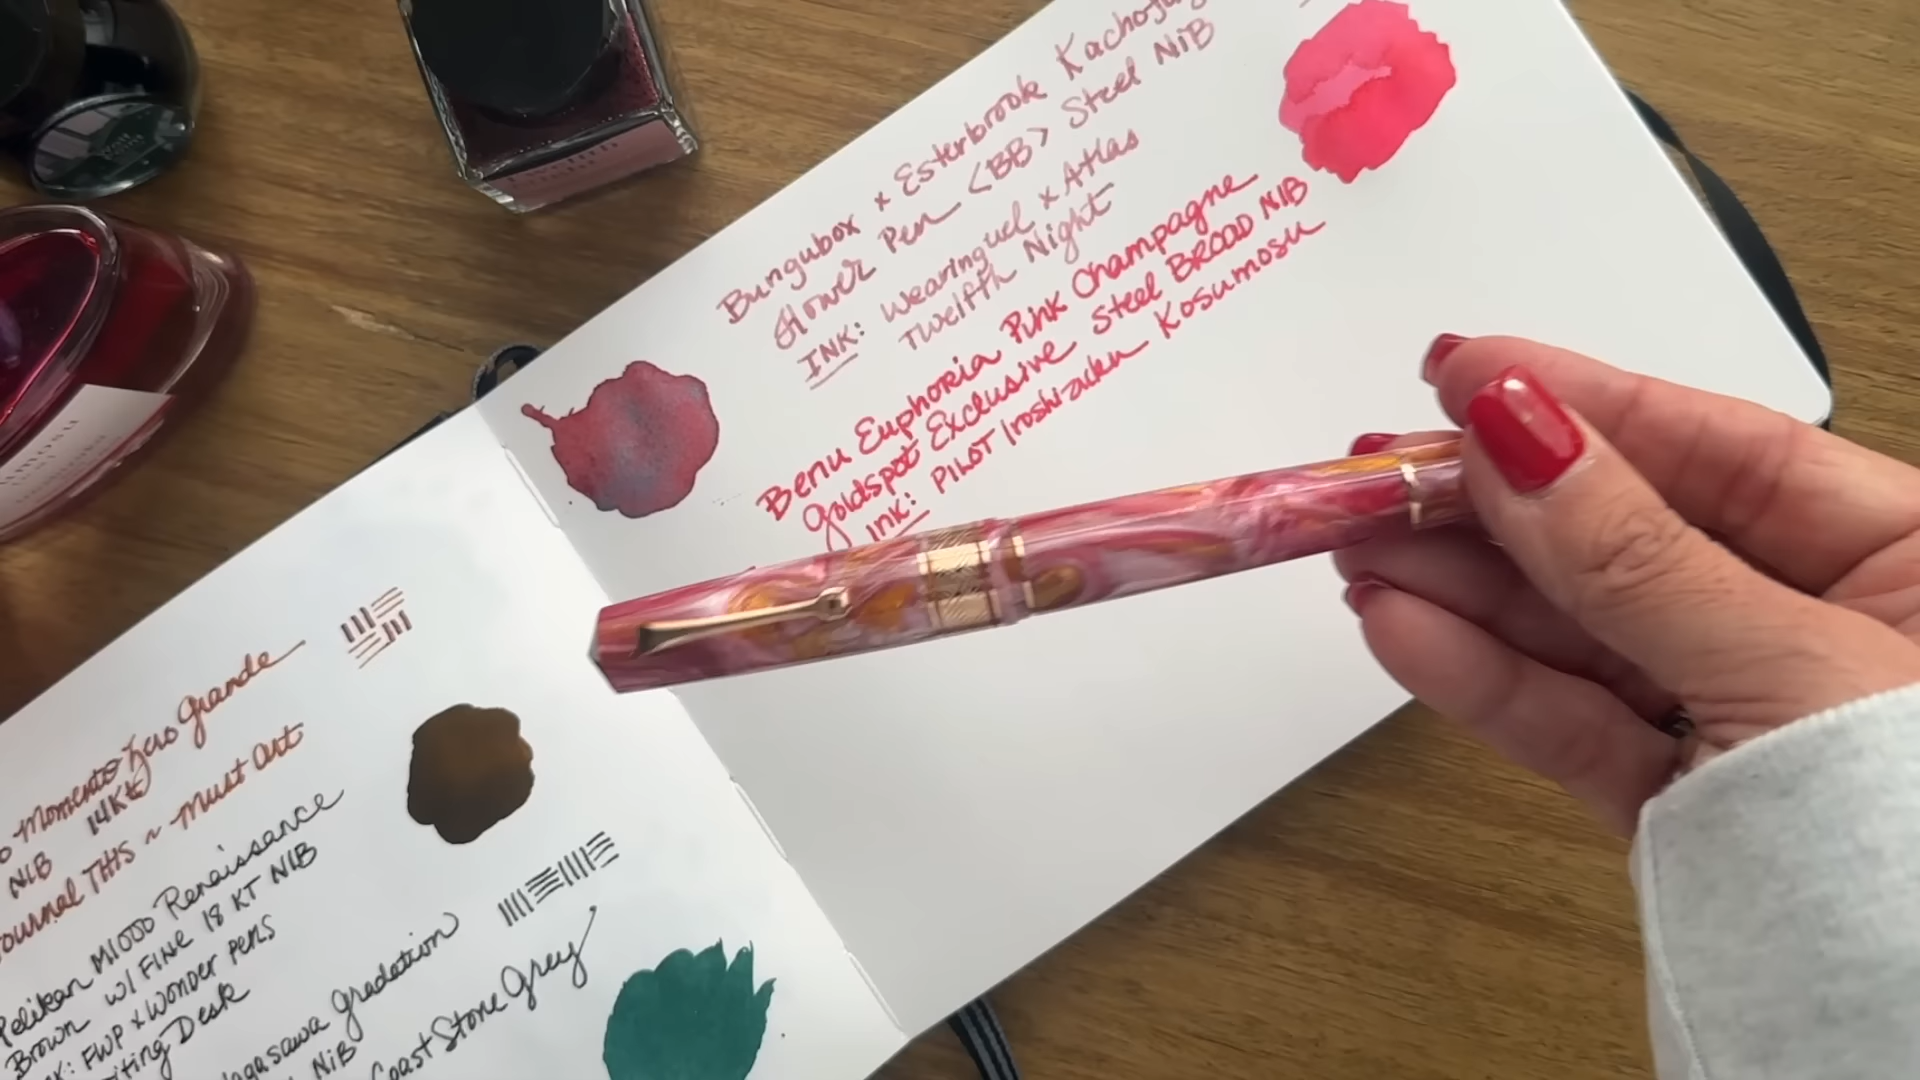 Bungubox x Esterbrook
Flower Pen <BB> Steel NIB
INK: Wearingeul x Atlas
Twelfth Night
Benu Euphoria Pink Champagne
Goldspot Exclusive Steel BROAD NIB
Ink: PILOT Iroshizuku Kosumosu
Momento Zero Grande
NIB 14Kt
Journal THIS ~ Must Art
Pelikan M1000 Renaissance
Brown w/ FINE 18 KT NIB
FWP x Wonder Pens
Writing Desk
Gradation
NIB
Coast Stone Grey